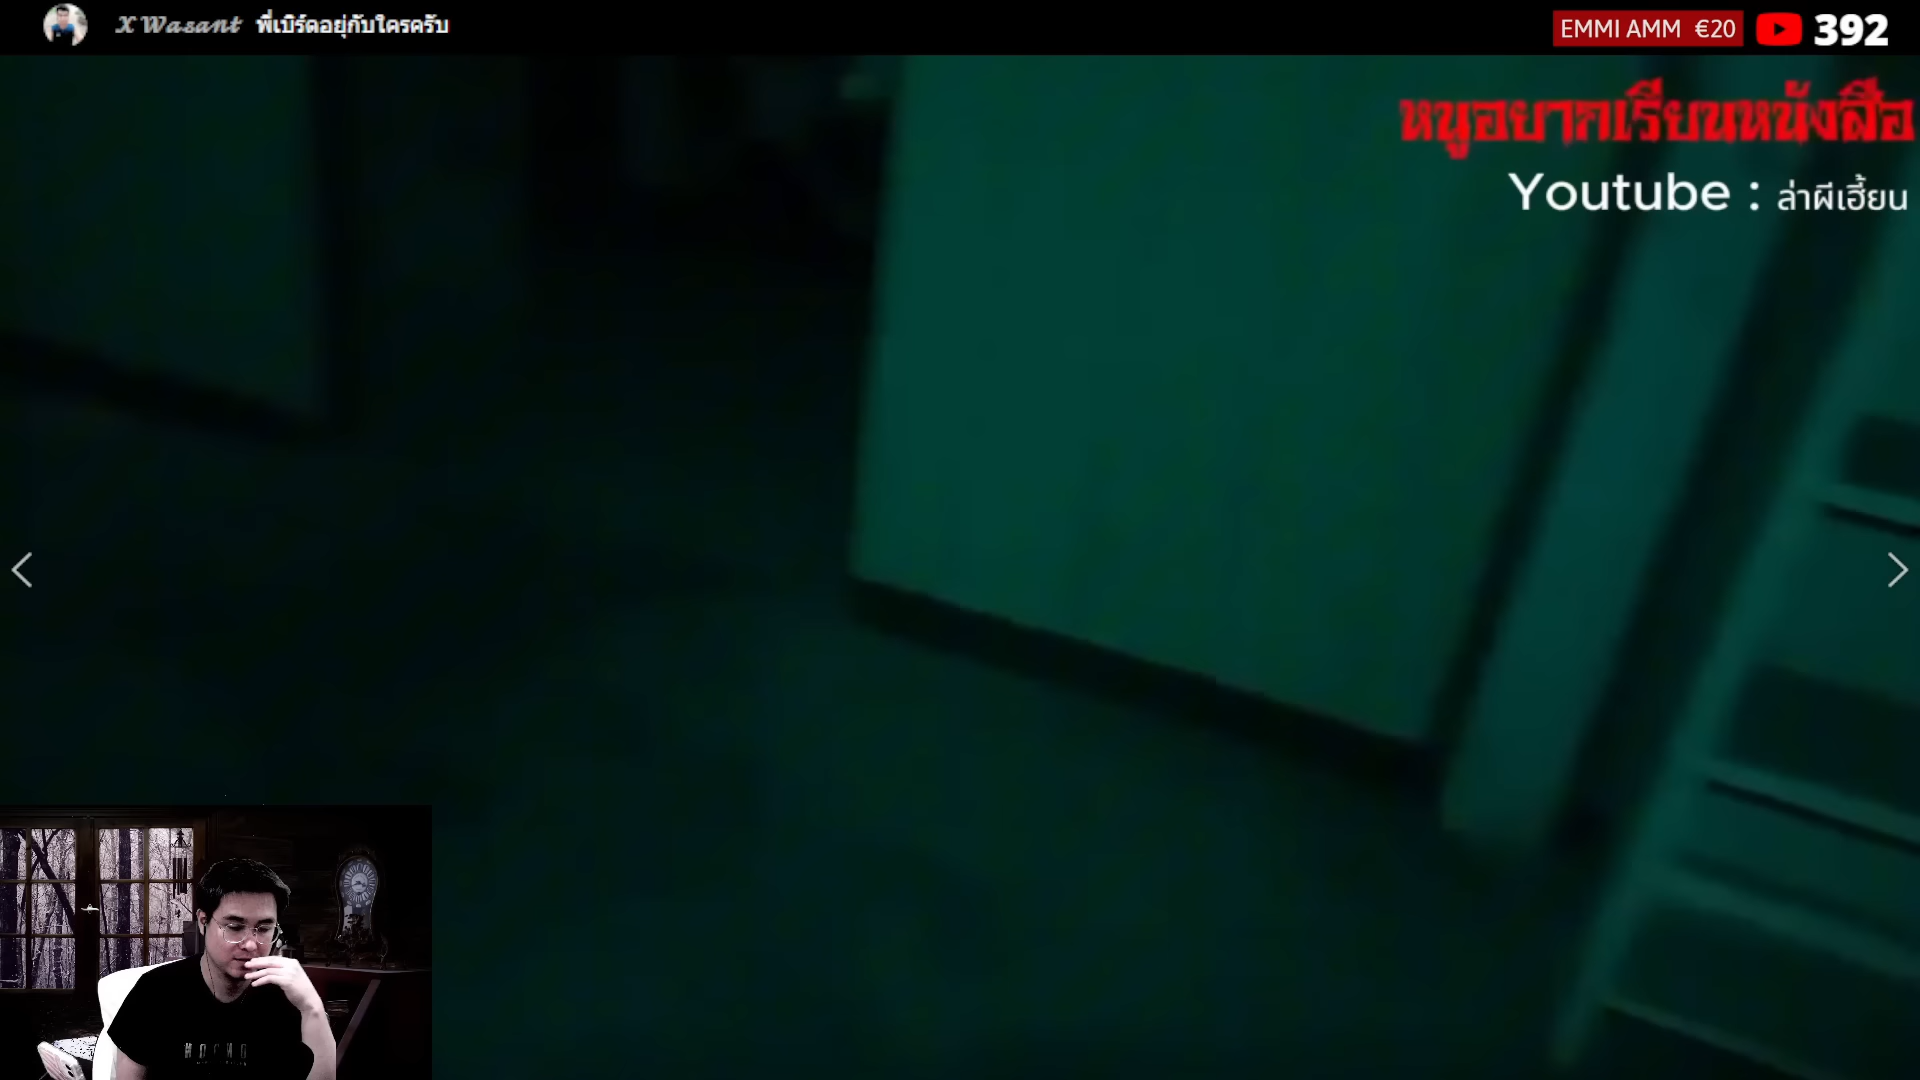 X Wasant พี่เบิร์ดอยู่กับใครครับ
EMMI AMM €20 392
หนูอยากเรียนหนังสือ
Youtube : ล่าผีเฮี้ยน